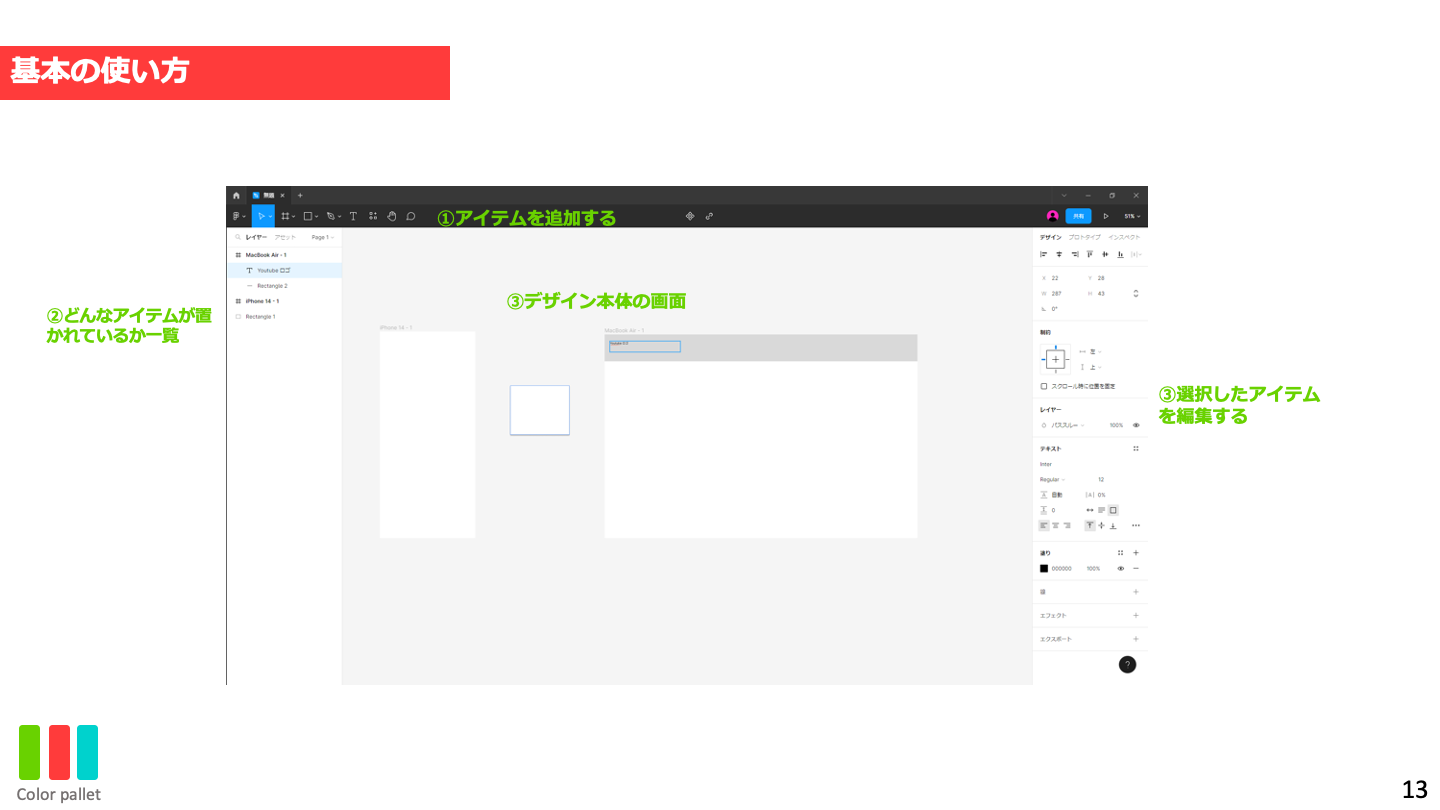 基本の使い方
無題
①アイテムを追加する
共有
51%
レイヤー アセット Page 1
デザイン プロトタイプ インスペクト
MacBook Air - 1
Youtube ロゴ
Rectangle 2
iPhone 14 - 1
Rectangle 1
②どんなアイテムが置
かれているか一覧
③デザイン本体の画面
iPhone 14 - 1
MacBook Air - 1
X 22 Y 28
W 287 H 43
0°
制約
左
上
スクロール時に位置を固定
③選択したアイテム
を編集する
レイヤー
パススルー 100%
テキスト
Inter
Regular 12
自動 |A| 0%
0
塗り
000000 100%
線
エフェクト
エクスポート
?
Color pallet
13